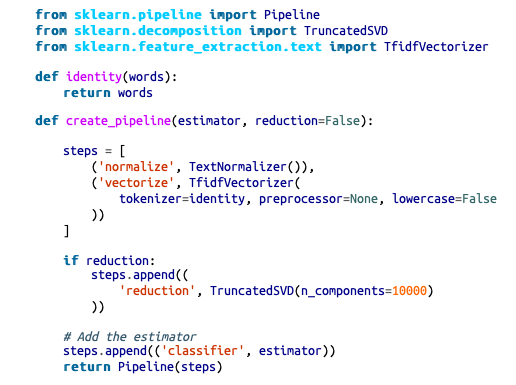 from sklearn.pipeline import Pipeline
from sklearn.decomposition import TruncatedSVD
from sklearn.feature_extraction.text import TfidfVectorizer

def identity(words):
    return words

def create_pipeline(estimator, reduction=False):

    steps = [
        ('normalize', TextNormalizer()),
        ('vectorize', TfidfVectorizer(
            tokenizer=identity, preprocessor=None, lowercase=False
        ))
    ]

    if reduction:
        steps.append((
            'reduction', TruncatedSVD(n_components=10000)
        ))

    # Add the estimator
    steps.append(('classifier', estimator))
    return Pipeline(steps)